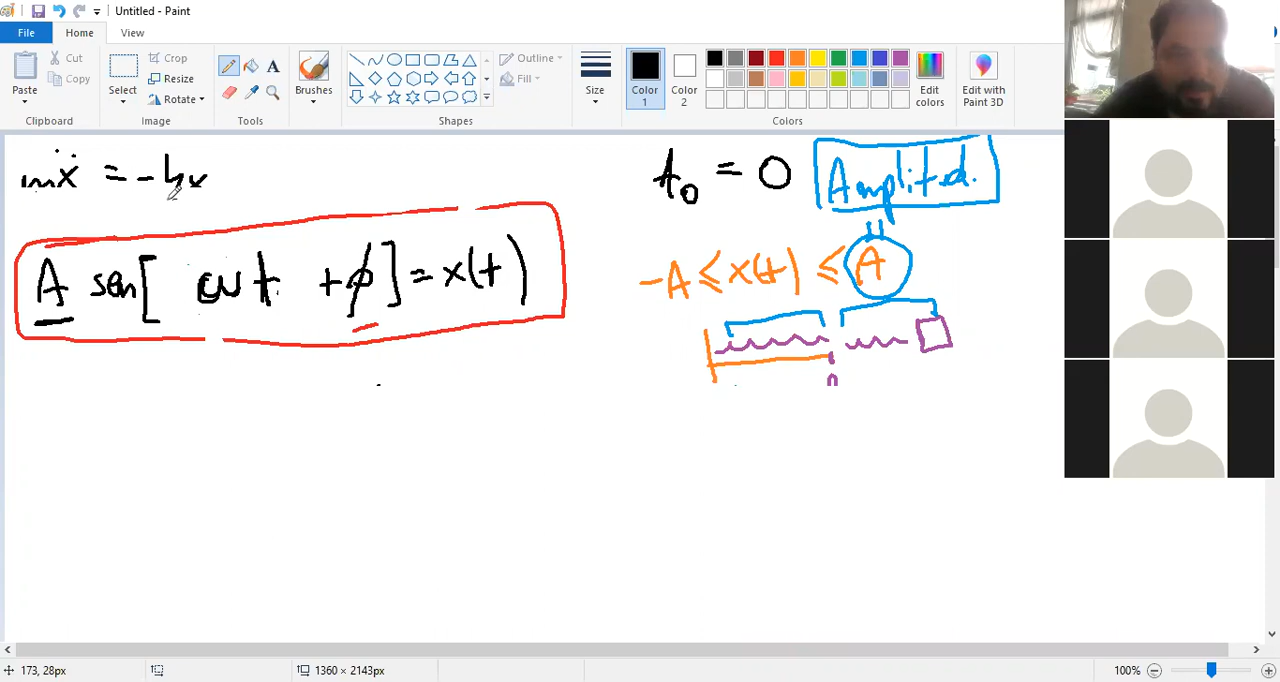 Untitled - Paint
File
Home
View
Paste
Cut
Copy
Clipboard
Select
Crop
Resize
Rotate
Image
Tools
Brushes
Shapes
Outline
Fill
Size
Color 1
Color 2
Colors
Edit colors
Edit with Paint 3D
mẍ = -kx
t₀ = 0
Amplitud.
A sen[ ωt + ϕ] = x(t)
-A ≤ x(t) ≤ A
0
173, 28px
1360 × 2143px
100%